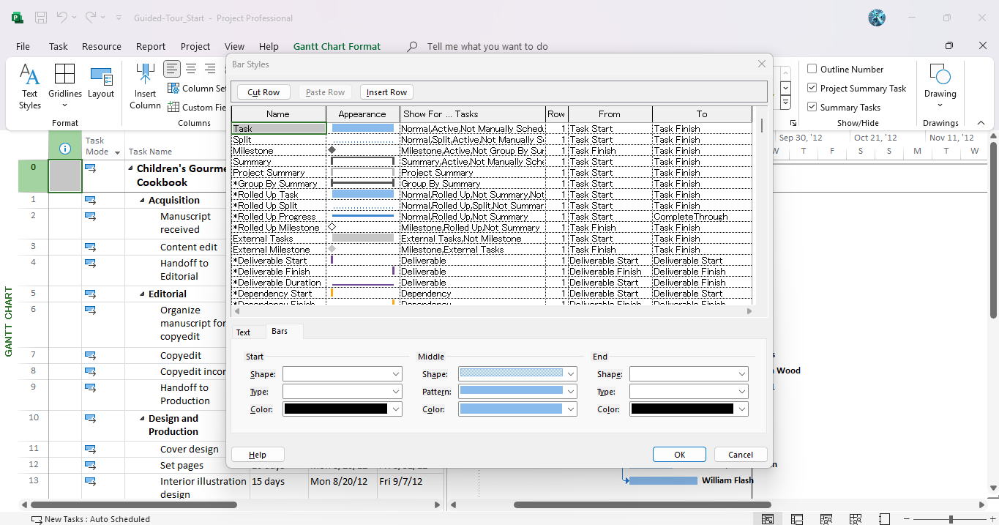 Guided-Tour_Start - Project Professional
File Task Resource Report Project View Help Gantt Chart Format Tell me what you want to do
Text Styles
Gridlines
Layout
Format
Insert Column
Column Set
Custom Fie
Columns
Outline Number
Project Summary Task
Summary Tasks
Show/Hide
Drawing
Drawings
Bar Styles
Cut Row Paste Row Insert Row
Name Appearance Show For ... Tasks Row From To
Task Normal,Active,Not Manually Schedu 1 Task Start Task Finish
Split Normal,Split,Active,Not Manually S 1 Task Start Task Finish
Milestone Milestone,Active,Not Group By Su 1 Task Finish Task Finish
Summary Summary,Active,Not Manually Sche 1 Task Start Task Finish
Project Summary Project Summary 1 Task Start Task Finish
*Group By Summary Group By Summary 1 Task Start Task Finish
*Rolled Up Task Normal,Rolled Up,Not Summary,Not 1 Task Start Task Finish
*Rolled Up Split Normal,Rolled Up,Split,Not Summar 1 Task Start Task Finish
*Rolled Up Progress Normal,Rolled Up,Not Summary 1 Task Start CompleteThrough
*Rolled Up Milestone Milestone,Rolled Up,Not Summary 1 Task Finish Task Finish
External Tasks External Tasks,Not Milestone 1 Task Start Task Finish
External Milestone Milestone,External Tasks 1 Task Finish Task Finish
*Deliverable Start Deliverable 1 Deliverable Start Deliverable Start
*Deliverable Finish Deliverable 1 Deliverable Finish Deliverable Finish
*Deliverable Duration Deliverable 1 Deliverable Start Deliverable Finish
*Dependency Start Dependency 1 Deliverable Start Deliverable Start
*Dependency Finish Dependency 1 Deliverable Finish Deliverable Finish
Text Bars
Start Middle End
Shape: Shape: Shape:
Type: Pattern: Type:
Color: Color: Color:
Help OK Cancel
Task Mode Task Name
Sep 30, '12 Oct 21, '12 Nov 11, '12
W T F S S M T W
GANTT CHART
0 Children's Gourme
Cookbook
1 Acquisition
2 Manuscript
received
3 Content edit
4 Handoff to
Editorial
5 Editorial
6 Organize
manuscript for
copyedit
7 Copyedit
8 Copyedit incor
Wood
9 Handoff to
Production
10 Design and
Production
11 Cover design
12 Set pages
13 Interior illustration 15 days Mon 8/20/12 Fri 9/7/12 William Flash
design
New Tasks : Auto Scheduled